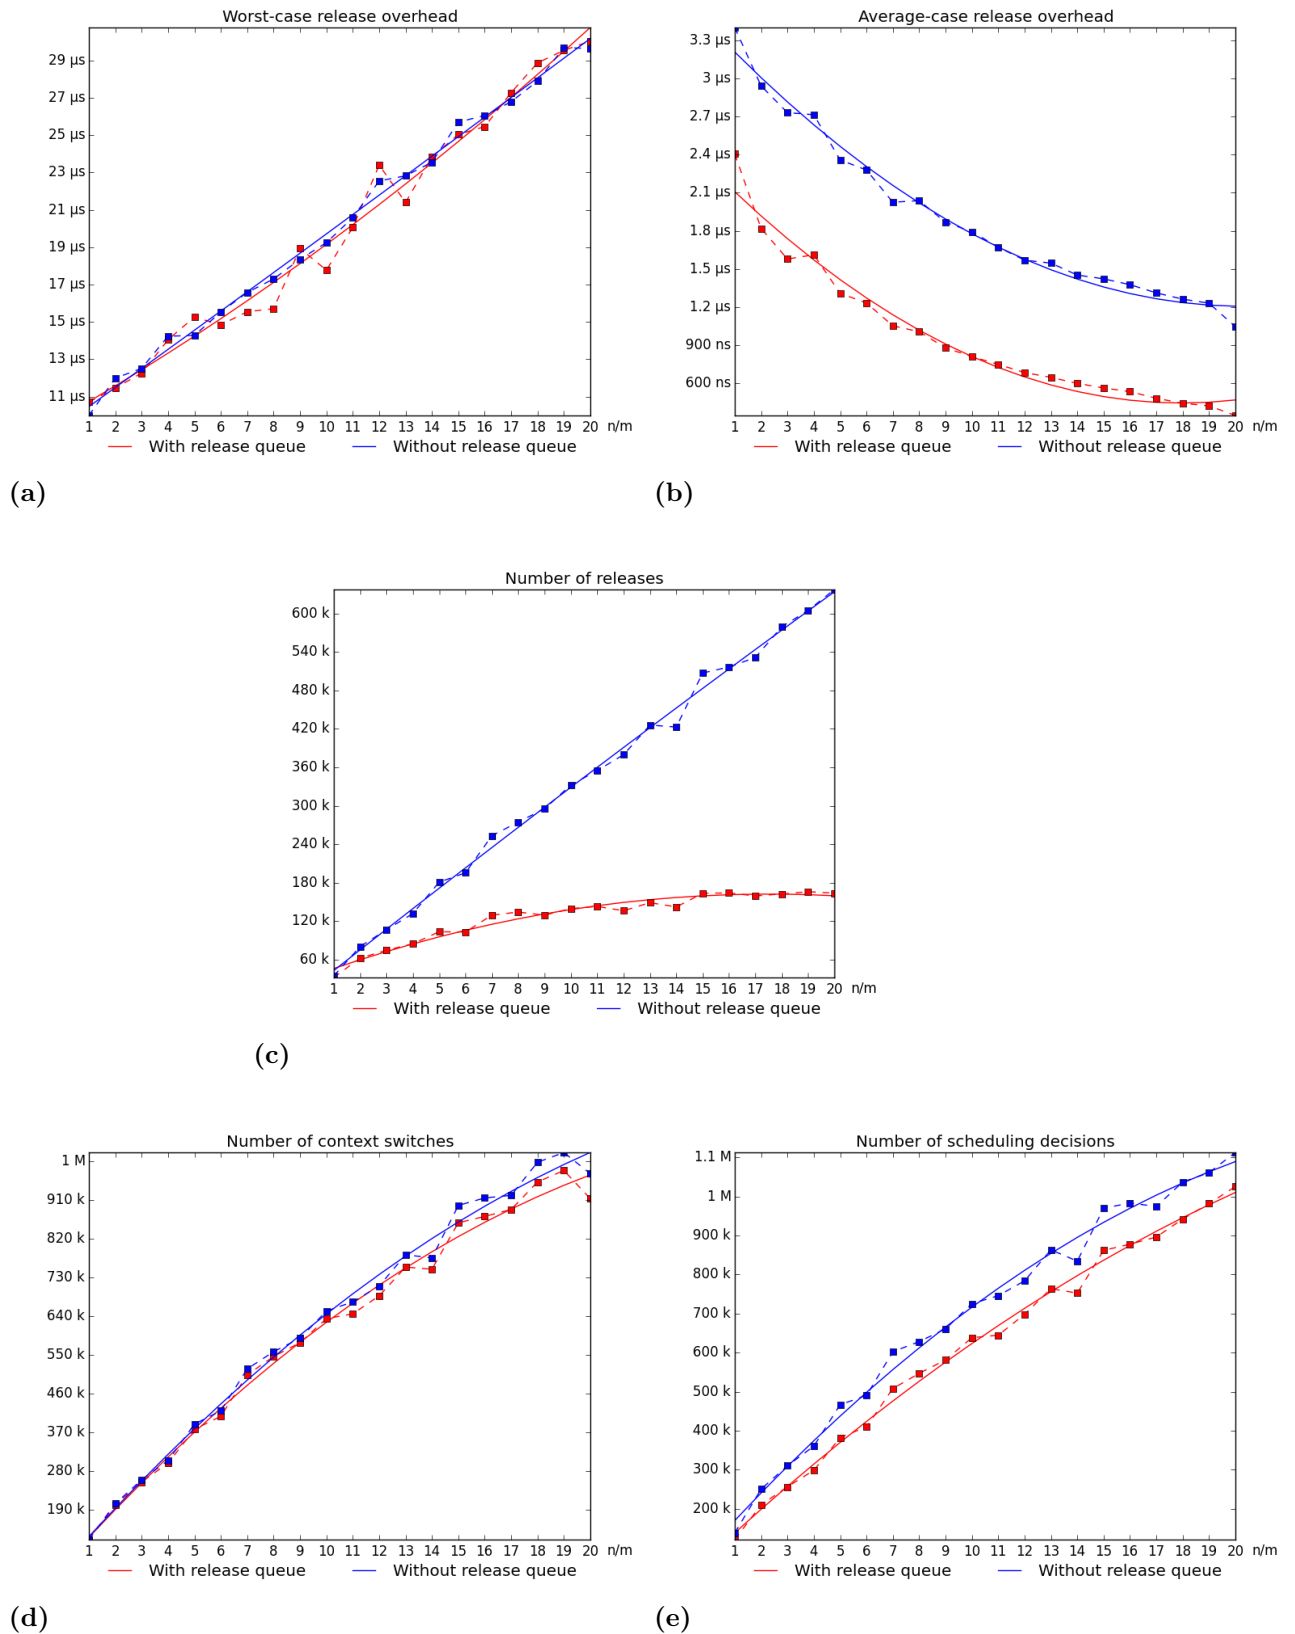 Worst-case release overhead
29 µs
27 µs
25 µs
23 µs
21 µs
19 µs
17 µs
15 µs
13 µs
11 µs
1 2 3 4 5 6 7 8 9 10 11 12 13 14 15 16 17 18 19 20 n/m
With release queue Without release queue
(a)
Average-case release overhead
3.3 µs
3 µs
2.7 µs
2.4 µs
2.1 µs
1.8 µs
1.5 µs
1.2 µs
900 ns
600 ns
1 2 3 4 5 6 7 8 9 10 11 12 13 14 15 16 17 18 19 20 n/m
With release queue Without release queue
(b)
Number of releases
600 k
540 k
480 k
420 k
360 k
300 k
240 k
180 k
120 k
60 k
1 2 3 4 5 6 7 8 9 10 11 12 13 14 15 16 17 18 19 20 n/m
With release queue Without release queue
(c)
Number of context switches
1 M
910 k
820 k
730 k
640 k
550 k
460 k
370 k
280 k
190 k
1 2 3 4 5 6 7 8 9 10 11 12 13 14 15 16 17 18 19 20 n/m
With release queue Without release queue
(d)
Number of scheduling decisions
1.1 M
1 M
900 k
800 k
700 k
600 k
500 k
400 k
300 k
200 k
1 2 3 4 5 6 7 8 9 10 11 12 13 14 15 16 17 18 19 20 n/m
With release queue Without release queue
(e)